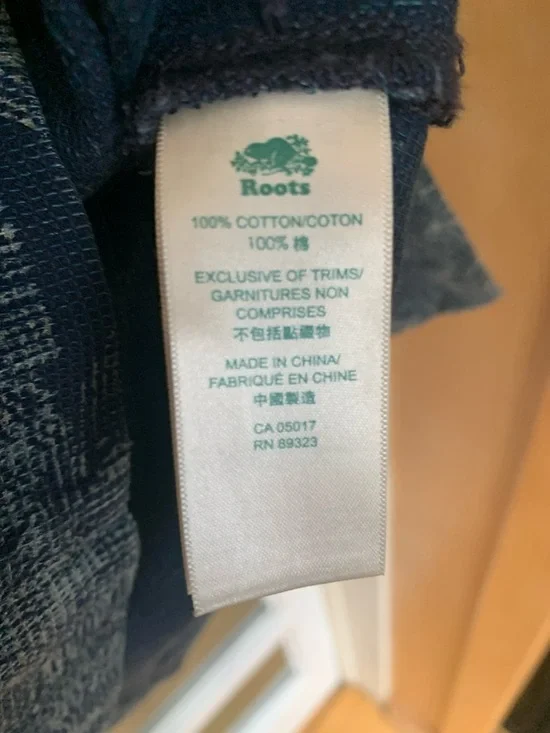 Roots
100% COTTON/COTON
100% 棉
EXCLUSIVE OF TRIMS/
GARNITURES NON
COMPRISES
不包括點綴物
MADE IN CHINA/
FABRIQUÉ EN CHINE
中國製造
CA 05017
RN 89323